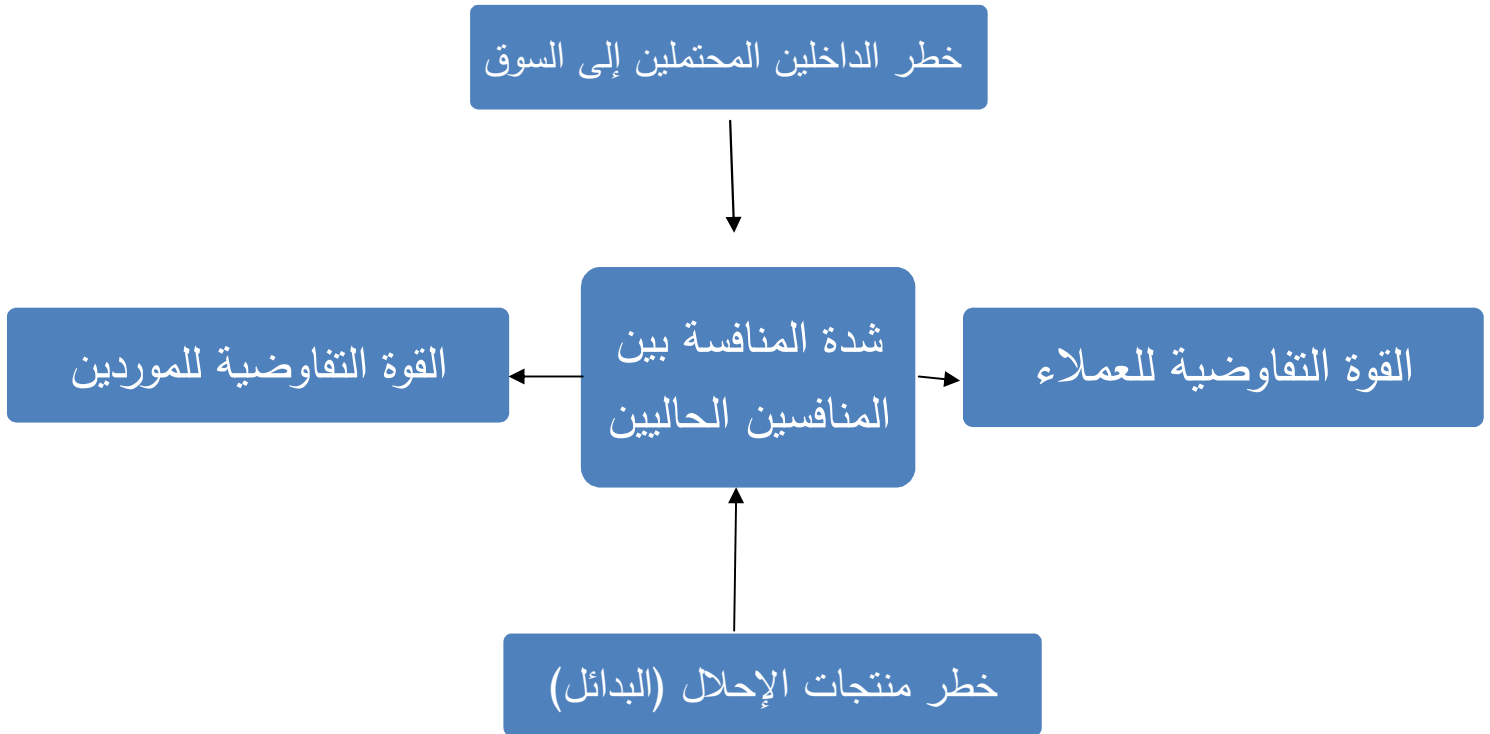 خطر الداخلين المحتملين إلى السوق
القوة التفاوضية للعملاء
شدة المنافسة بين
المنافسين الحاليين
القوة التفاوضية للموردين
خطر منتجات الإحلال (البدائل)